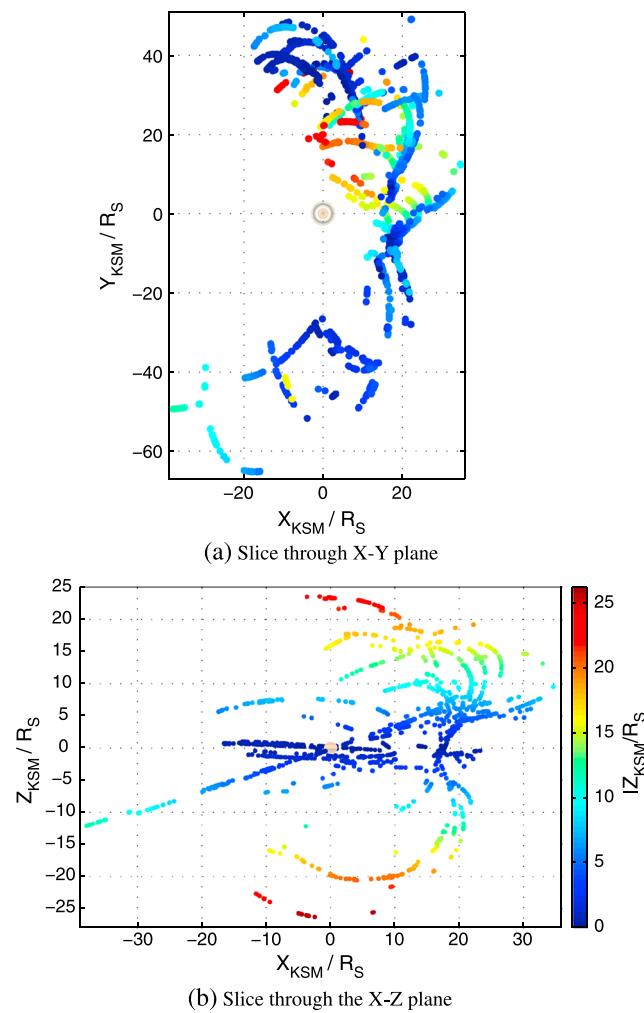 40
20
0
−20
−40
−60
Y_KSM / R_S
−20 0 20
X_KSM / R_S
(a) Slice through X-Y plane
25
20
15
10
5
0
−5
−10
−15
−20
−25
Z_KSM / R_S
−30 −20 −10 0 10 20 30
X_KSM / R_S
25
20
15
10
5
0
|Z_KSM|/R_S
(b) Slice through the X-Z plane